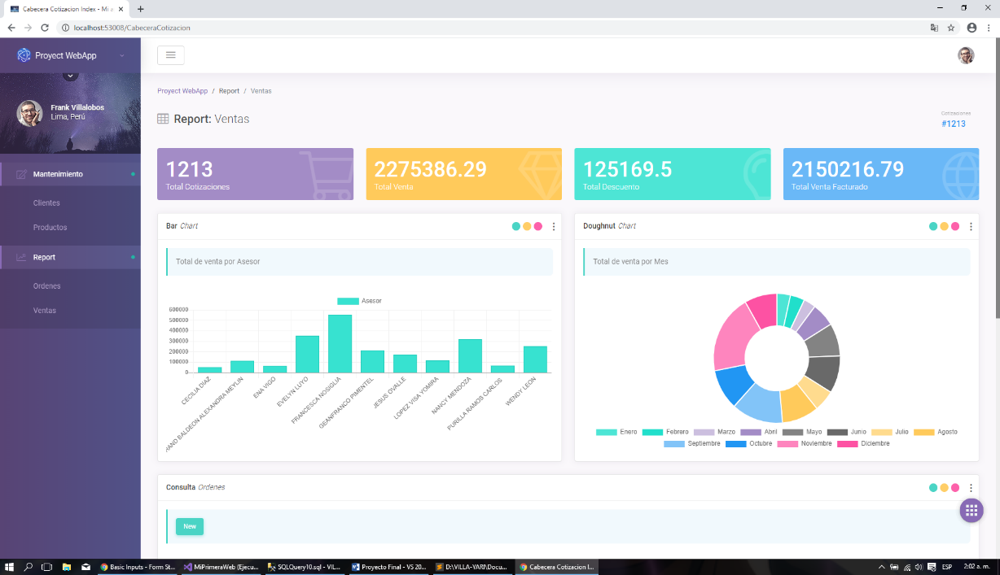 Cabecera Cotizacion Index - Mi a
localhost:53008/CabeceraCotizacion
Proyect WebApp
Frank Villalobos
Lima, Perú
Mantenimiento
Clientes
Productos
Report
Ordenes
Ventas
Proyect WebApp / Report / Ventas
Report: Ventas
Cotizaciones
#1213
1213
Total Cotizaciones
2275386.29
Total Venta
125169.5
Total Descuento
2150216.79
Total Venta Facturado
Bar Chart
Total de venta por Asesor
Asesor
600000
500000
400000
300000
200000
100000
0
CECILIA DIAZ
HAND BALDEON ALEXANDRA MEYLIN
ENA VIGO
EVELYN LUYO
FRANCESCA NOSIGLIA
GEANFRANCO PIMENTEL
JESUS OVALLE
LOPEZ VISA YOMIRA
NANCY MENDOZA
PURILLA RAMOS CARLOS
WENDY LEON
Doughnut Chart
Total de venta por Mes
Enero Febrero Marzo Abril Mayo Junio Julio Agosto
Septiembre Octubre Noviembre Diciembre
Consulta Ordenes
New
Basic Inputs - Form St... MiPrimeraWeb (Ejecu... SQLQuery10.sql - VIL... Proyecto Final - VS 20... D:\VILLA-YARI\Docu... Cabecera Cotizacion I... ESP 2:02 a. m.